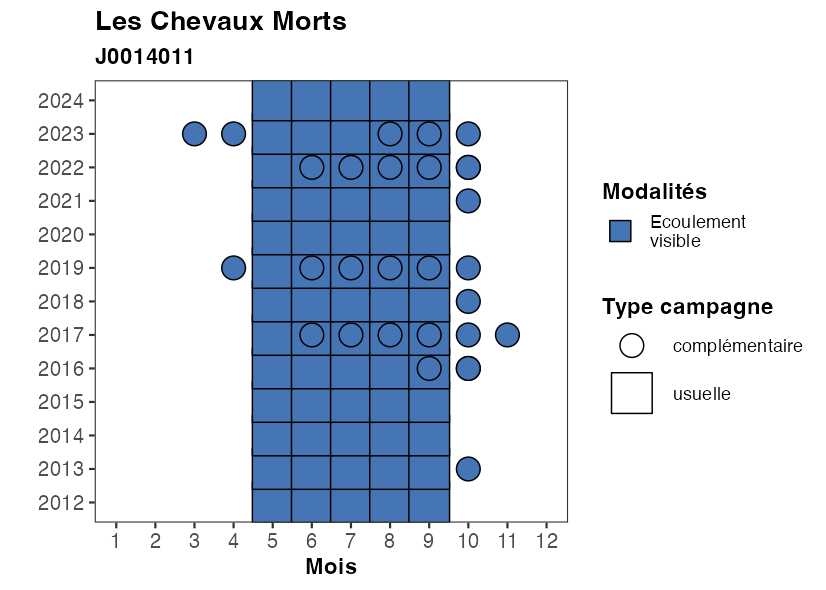 Les Chevaux Morts
J0014011
2024
2023
2022
2021
2020
2019
2018
2017
2016
2015
2014
2013
2012
1 2 3 4 5 6 7 8 9 10 11 12
Mois
Modalités
Ecoulement
visible
Type campagne
complémentaire
usuelle